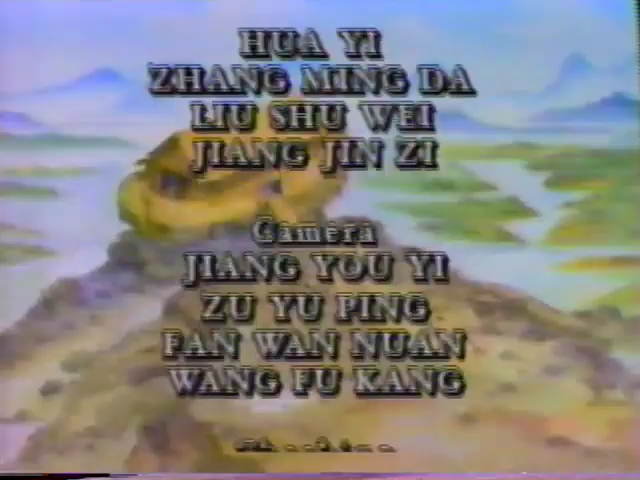 HUA YI
ZHANG MING DA
LIU SHU WEI
JIANG JIN ZI
Camera
JIANG YOU YI
ZU YU PING
PAN WAN NUAN
WANG FU KANG